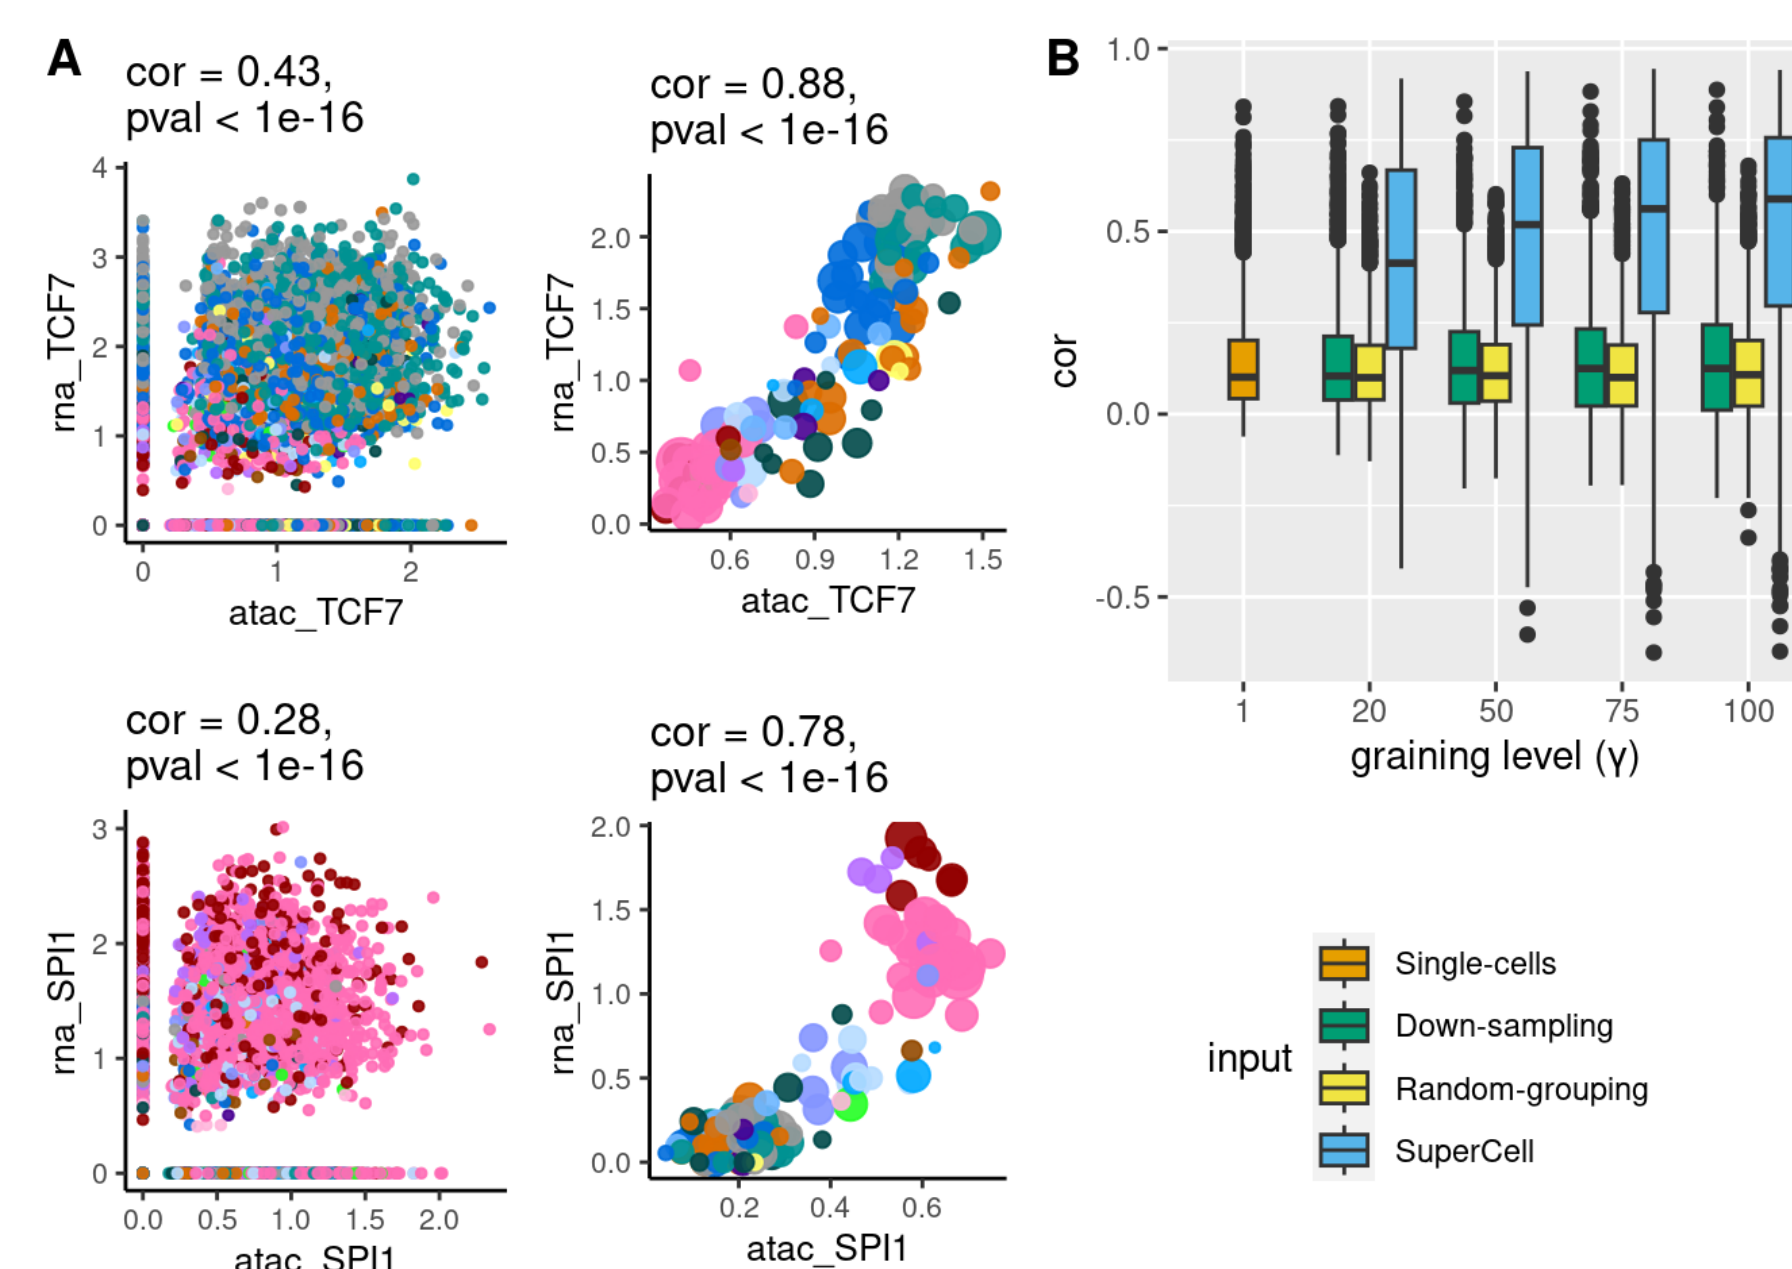 A
cor = 0.43,
pval < 1e-16
rna_TCF7
4
3
2
1
0
0
1
2
atac_TCF7
cor = 0.88,
pval < 1e-16
rna_TCF7
2.0
1.5
1.0
0.5
0.0
0.6
0.9
1.2
1.5
atac_TCF7
cor = 0.28,
pval < 1e-16
rna_SPI1
3
2
1
0
0.0
0.5
1.0
1.5
2.0
atac_SPI1
cor = 0.78,
pval < 1e-16
rna_SPI1
2.0
1.5
1.0
0.5
0.0
0.2
0.4
0.6
atac_SPI1
B
cor
1.0
0.5
0.0
-0.5
1
20
50
75
100
graining level (γ)
input
Single-cells
Down-sampling
Random-grouping
SuperCell